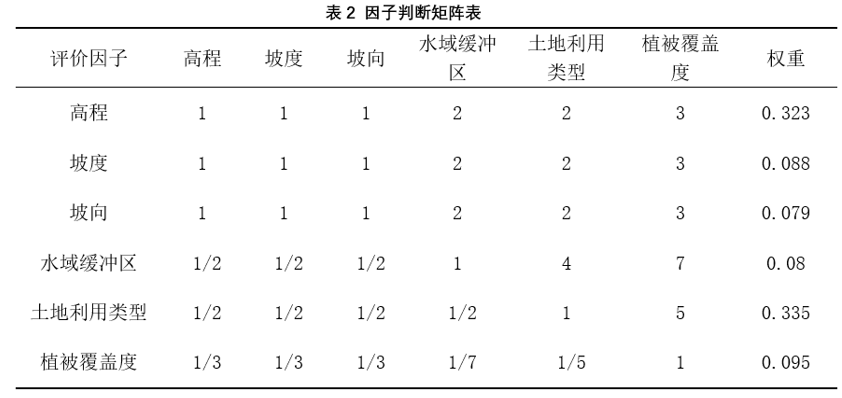 表 2 因子判断矩阵表
评价因子 高程 坡度 坡向 水域缓冲区 土地利用类型 植被覆盖度 权重
高程 1 1 1 2 2 3 0.323
坡度 1 1 1 2 2 3 0.088
坡向 1 1 1 2 2 3 0.079
水域缓冲区 1/2 1/2 1/2 1 4 7 0.08
土地利用类型 1/2 1/2 1/2 1/2 1 5 0.335
植被覆盖度 1/3 1/3 1/3 1/7 1/5 1 0.095